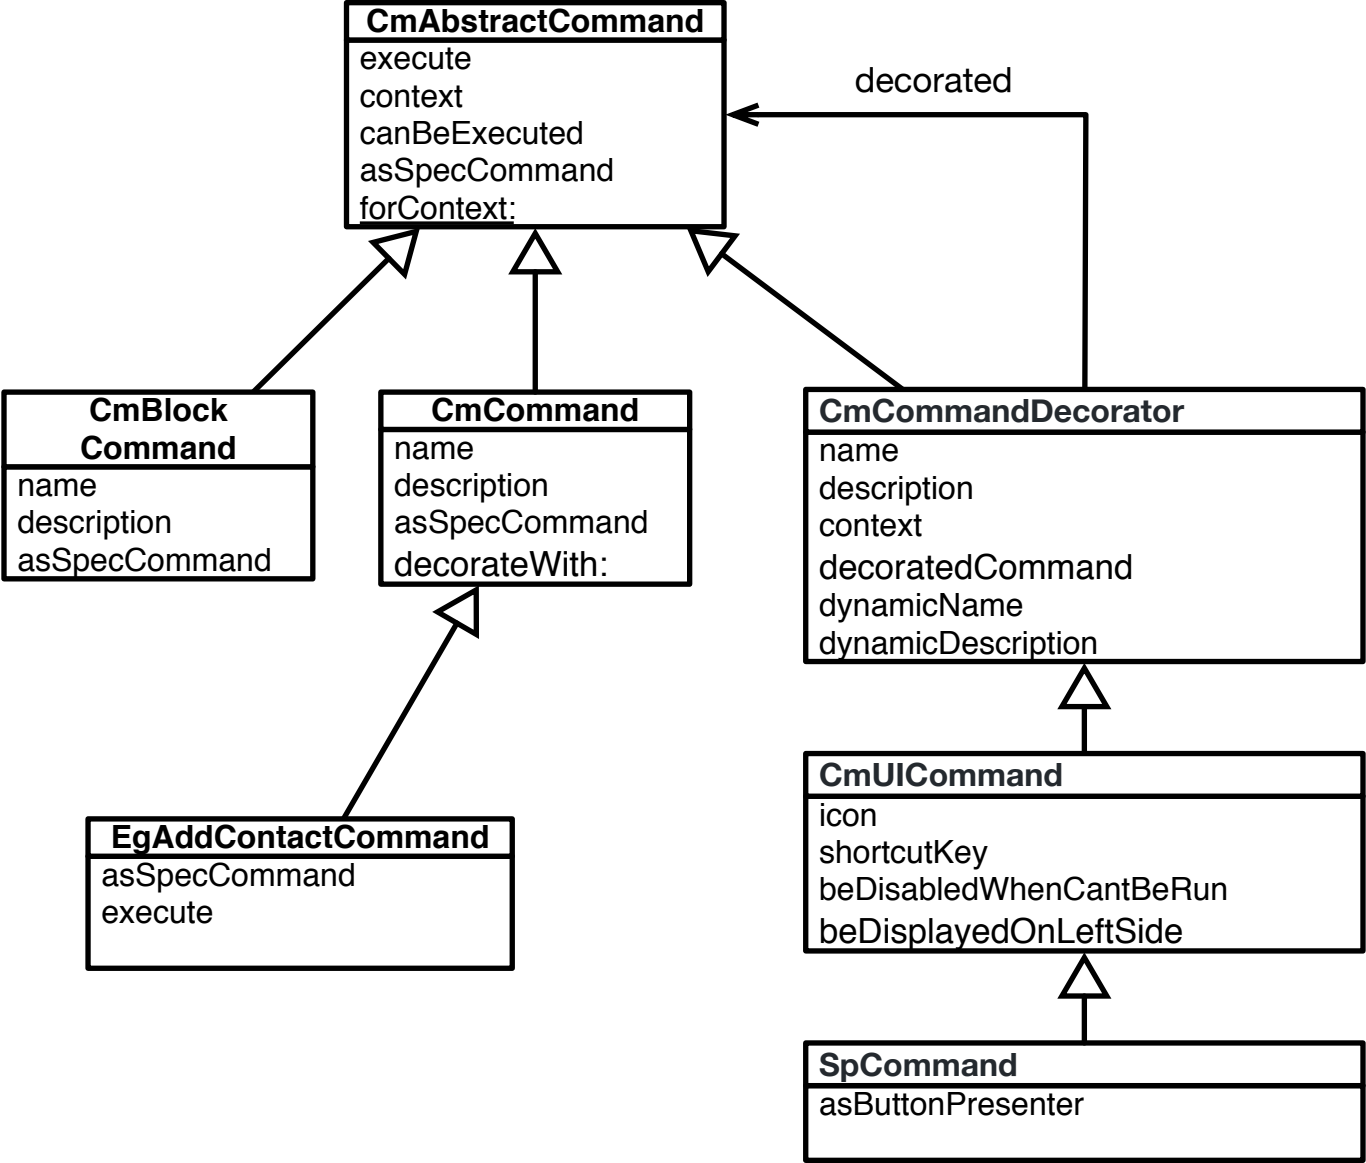 CmAbstractCommand
execute
context
canBeExecuted
asSpecCommand
forContext:
decorated
CmBlock
Command
name
description
asSpecCommand
CmCommand
name
description
asSpecCommand
decorateWith:
CmCommandDecorator
name
description
context
decoratedCommand
dynamicName
dynamicDescription
EgAddContactCommand
asSpecCommand
execute
CmUICommand
icon
shortcutKey
beDisabledWhenCantBeRun
beDisplayedOnLeftSide
SpCommand
asButtonPresenter